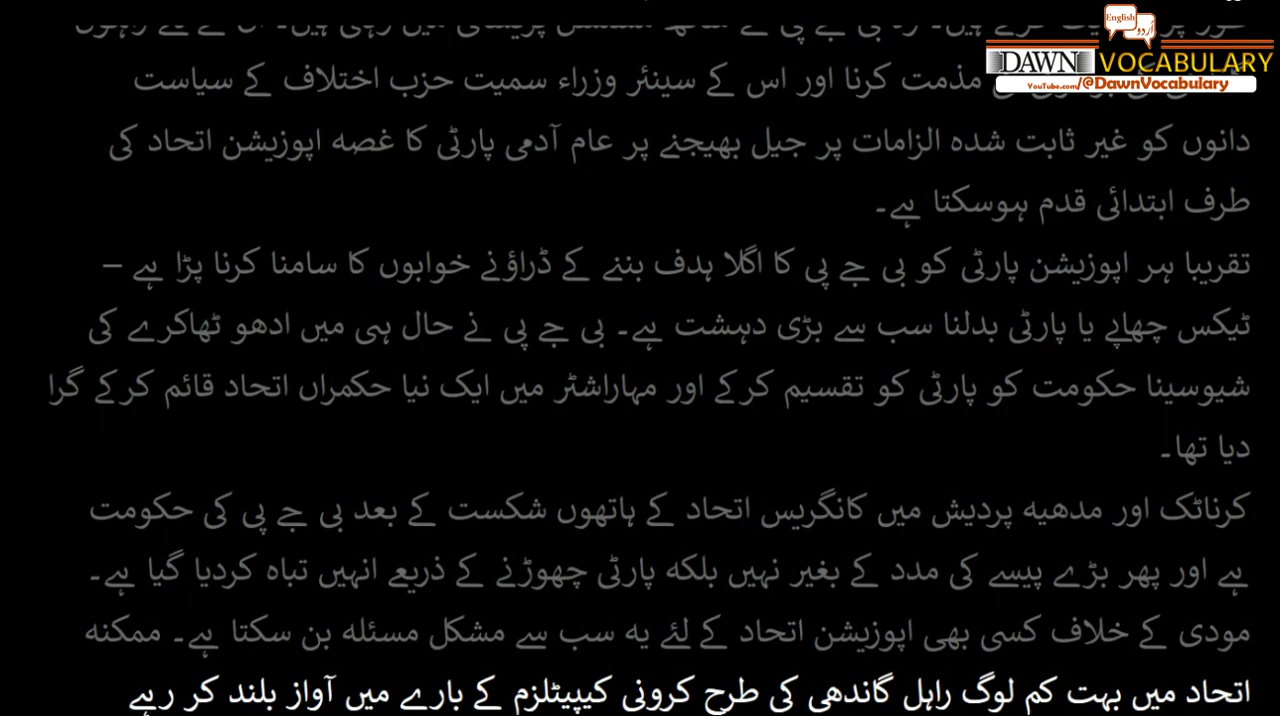 English
اُردو
DAWN VOCABULARY
YouTube.com/@DawnVocabulary
مذمت کرنا اور اس کے سینئر وزراء سمیت حزب اختلاف کے سیاست
دانوں کو غیر ثابت شدہ الزامات پر جیل بھیجنے پر عام آدمی پارٹی کا غصہ اپوزیشن اتحاد کی
طرف ابتدائی قدم ہوسکتا ہے۔
تقریبا ہر اپوزیشن پارٹی کو بی جے پی کا اگلا ہدف بننے کے ڈراؤنے خوابوں کا سامنا کرنا پڑا ہے –
ٹیکس چھاپے یا پارٹی بدلنا سب سے بڑی دہشت ہے۔ بی جے پی نے حال ہی میں ادھو ٹھاکرے کی
شیوسینا حکومت کو پارٹی کو تقسیم کرکے اور مہاراشٹر میں ایک نیا حکمراں اتحاد قائم کرکے گرا
دیا تھا۔
کرناٹک اور مدھیہ پردیش میں کانگریس اتحاد کے ہاتھوں شکست کے بعد بی جے پی کی حکومت
ہے اور پھر بڑے پیسے کی مدد کے بغیر نہیں بلکہ پارٹی چھوڑنے کے ذریعے انہیں تباہ کردیا گیا ہے۔
مودی کے خلاف کسی بھی اپوزیشن اتحاد کے لئے یہ سب سے مشکل مسئلہ بن سکتا ہے۔ ممکنہ
اتحاد میں بہت کم لوگ راہل گاندھی کی طرح کرونی کیپیٹلزم کے بارے میں آواز بلند کر رہے